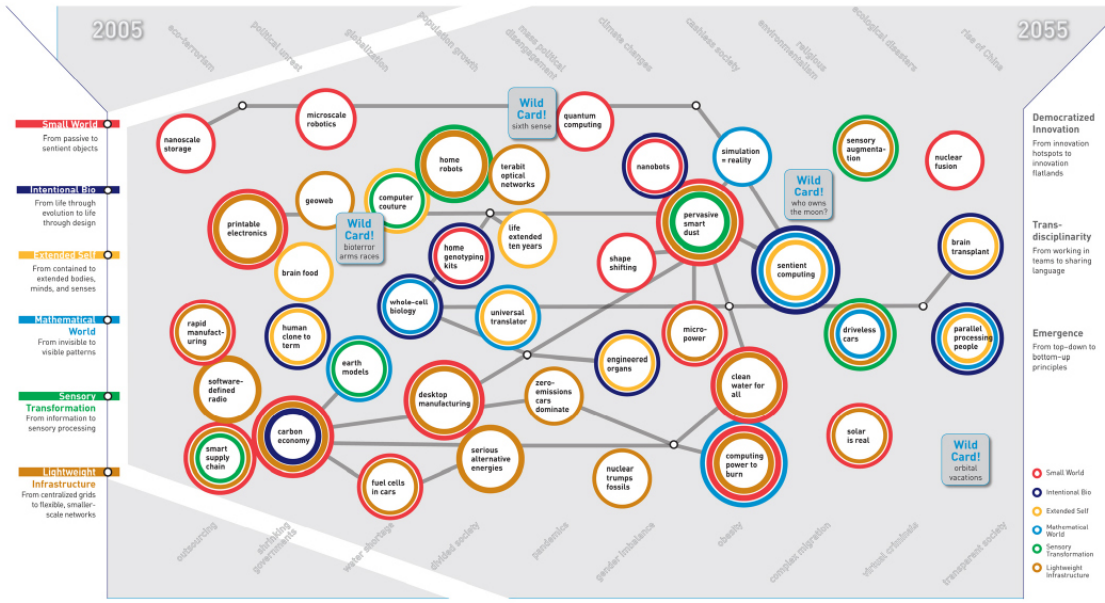 2005
2055
eco-terrorism
political unrest
globalization
population growth
mass political
disengagement
climate changes
cashless society
religious
environmentalism
ecological disasters
rise of China
Small World
From passive to
sentient objects
Intentional Bio
From life through
evolution to life
through design
Extended Self
From contained to
extended bodies,
minds, and senses
Mathematical
World
From invisible to
visible patterns
Sensory
Transformation
From information to
sensory processing
Lightweight
Infrastructure
From centralized grids
to flexible, smaller-
scale networks
nanoscale
storage
microscale
robotics
Wild
Card!
sixth sense
quantum
computing
home
robots
terabit
optical
networks
nanobots
simulation
= reality
sensory
augmenta-
tion
nuclear
fusion
printable
electronics
geoweb
computer
couture
Wild
Card!
bioterror
arms races
life
extended
ten years
home
genotyping
kits
pervasive
smart
dust
Wild
Card!
who owns
the moon?
brain food
shape
shifting
sentient
computing
brain
transplant
whole-cell
biology
universal
translator
rapid
manufact-
uring
human
clone to
term
micro-
power
driveless
cars
parallel
processing
people
earth
models
engineered
organs
software-
defined
radio
desktop
manufacturing
zero-
emissions
cars
dominate
clean
water for
all
carbon
economy
smart
supply
chain
serious
alternative
energies
computing
power to
burn
solar
is real
fuel cells
in cars
nuclear
trumps
fossils
Wild
Card!
orbital
vacations
Democratized
Innovation
From innovation
hotspots to
innovation
flatlands
Trans-
disciplinarity
From working in
teams to sharing
language
Emergence
From top-down to
bottom-up
principles
Small World
Intentional Bio
Extended Self
Mathematical
World
Sensory
Transformation
Lightweight
Infrastructure
outsourcing
shrinking
governments
water shortage
divided society
pandemics
gender imbalance
obesity
complex migration
virtual criminals
transparent society